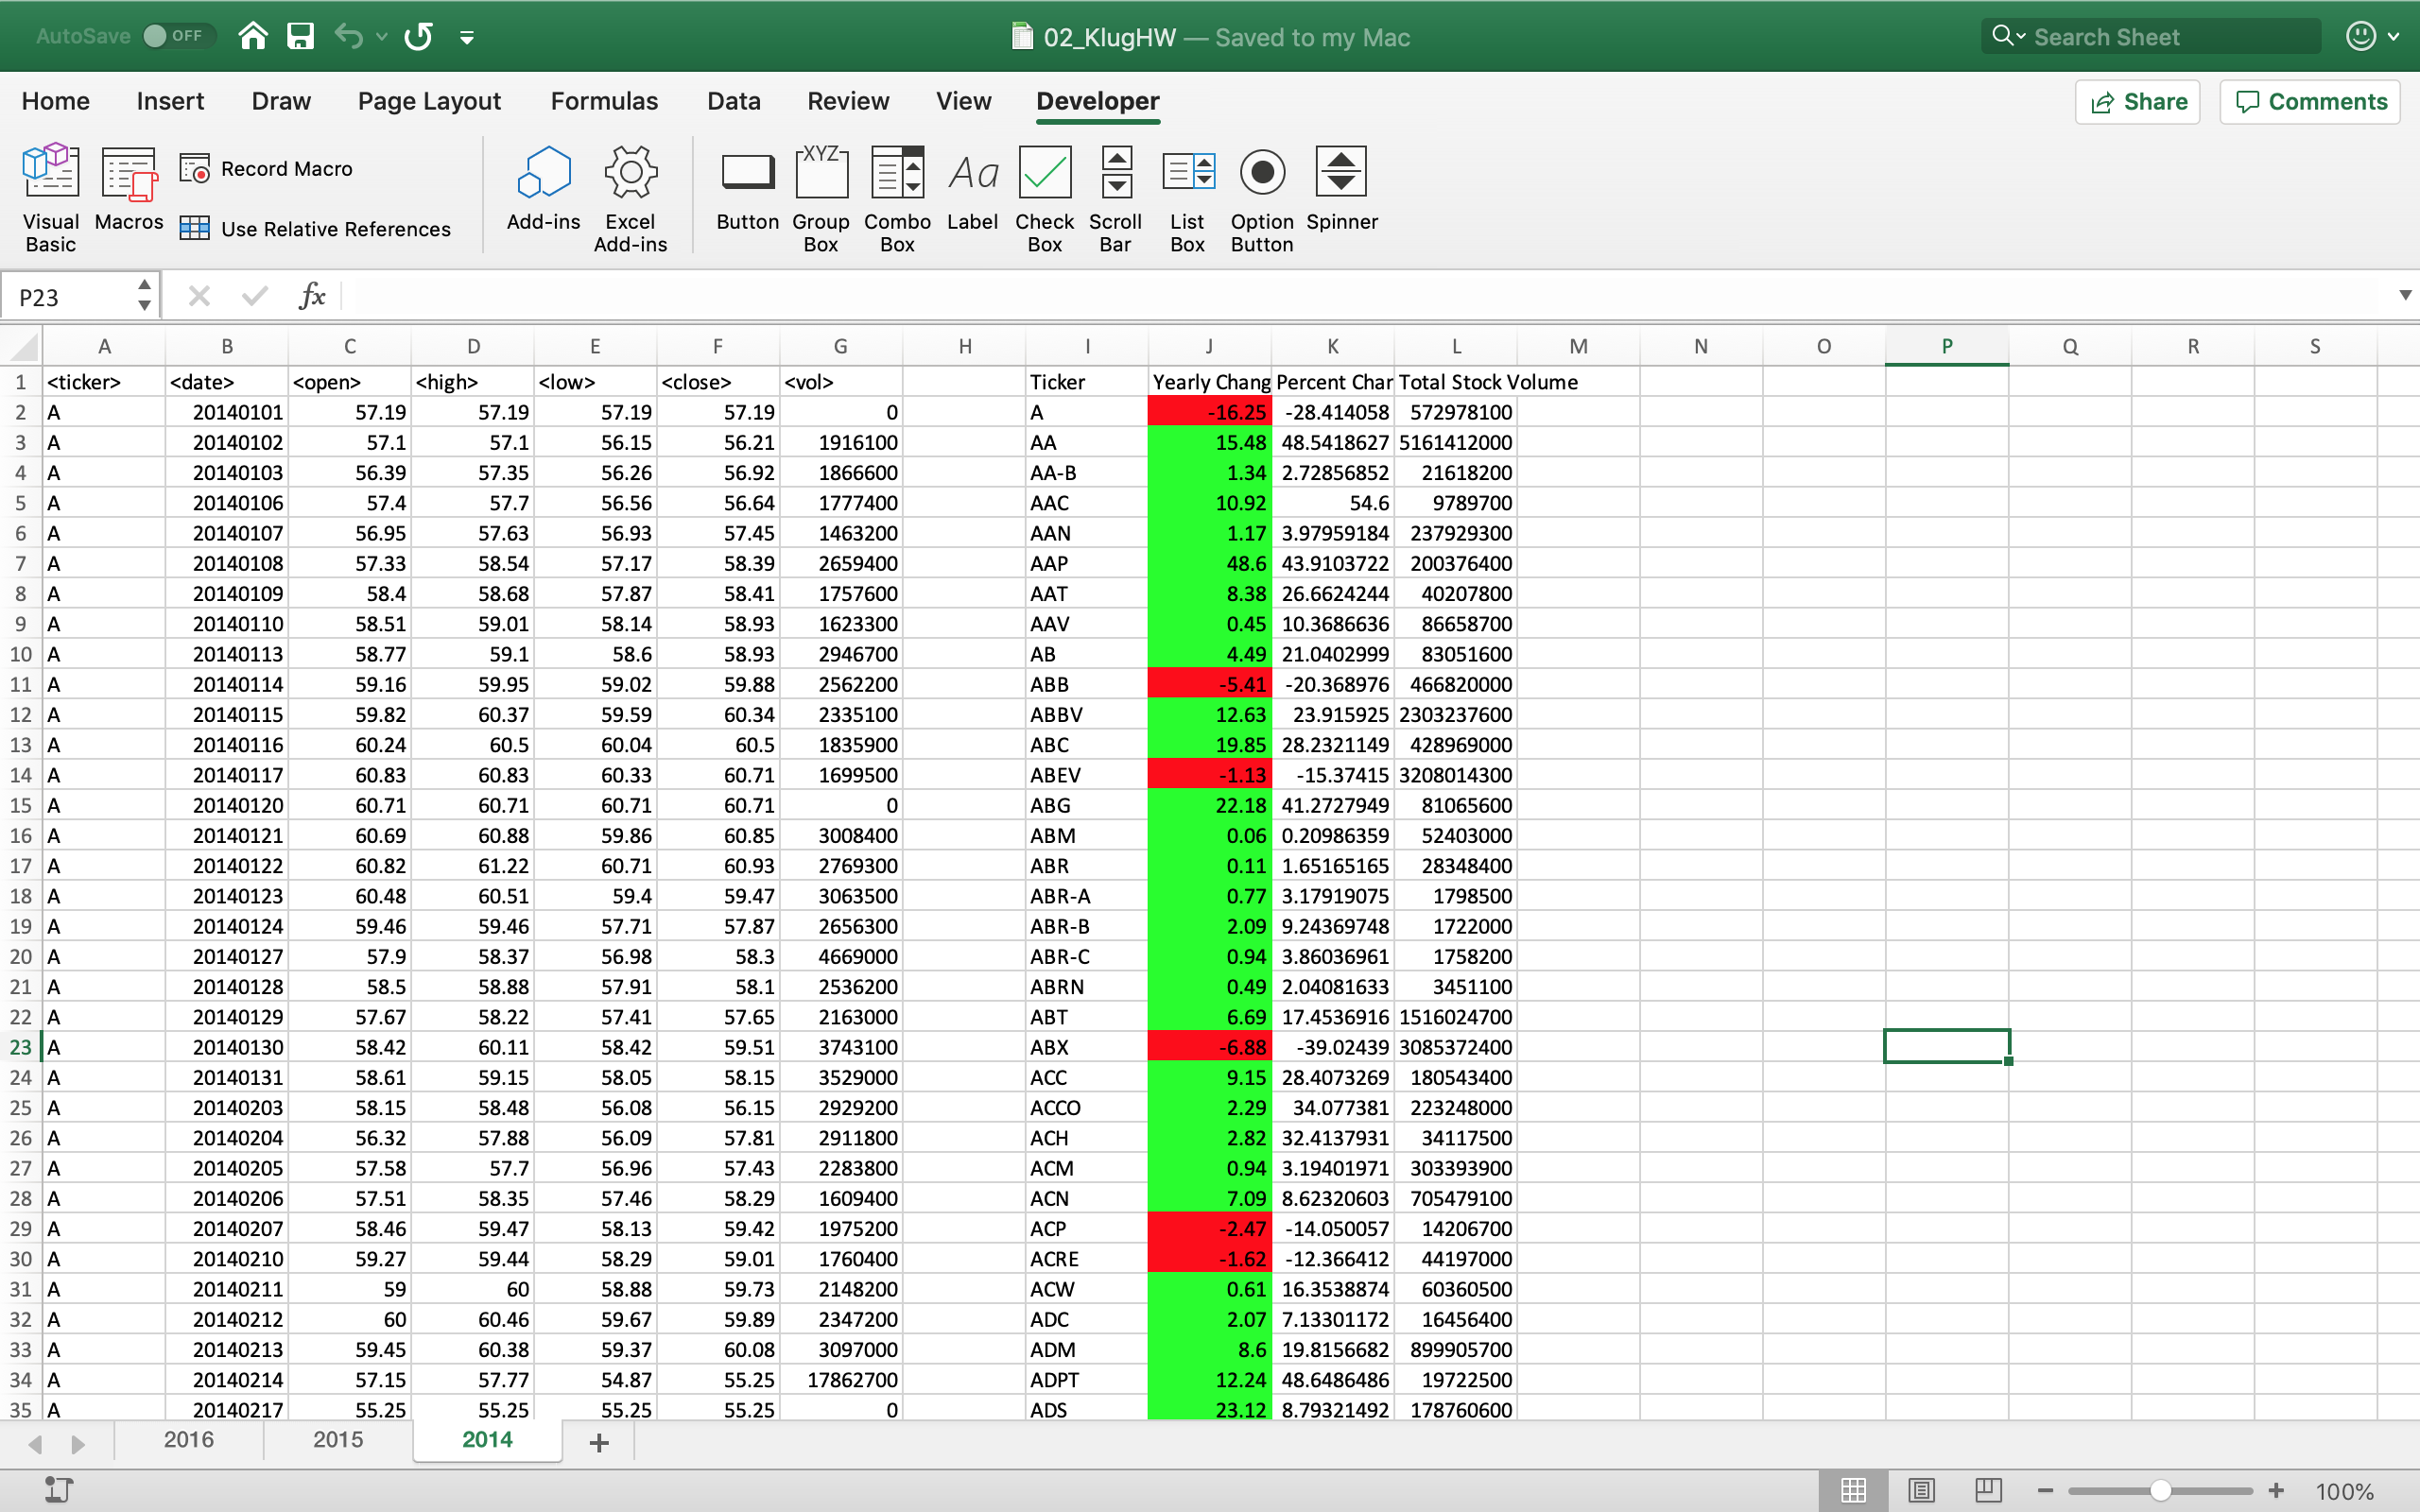 AutoSave OFF 02_KlugHW — Saved to my Mac Search Sheet
Home Insert Draw Page Layout Formulas Data Review View Developer Share Comments
Visual Basic Macros Record Macro Use Relative References Add-ins Excel Add-ins Button Group Box Combo Box Label Check Box Scroll Bar List Box Option Button Spinner
XYZ Aa
P23 fx
A B C D E F G H I J K L M N O P Q R S
1 <ticker> <date> <open> <high> <low> <close> <vol> Ticker Yearly Chang Percent Char Total Stock Volume
2 A 20140101 57.19 57.19 57.19 57.19 0 A -16.25 -28.414058 572978100
3 A 20140102 57.1 57.1 56.15 56.21 1916100 AA 15.48 48.5418627 5161412000
4 A 20140103 56.39 57.35 56.26 56.92 1866600 AA-B 1.34 2.72856852 21618200
5 A 20140106 57.4 57.7 56.56 56.64 1777400 AAC 10.92 54.6 9789700
6 A 20140107 56.95 57.63 56.93 57.45 1463200 AAN 1.17 3.97959184 237929300
7 A 20140108 57.33 58.54 57.17 58.39 2659400 AAP 48.6 43.9103722 200376400
8 A 20140109 58.4 58.68 57.87 58.41 1757600 AAT 8.38 26.6624244 40207800
9 A 20140110 58.51 59.01 58.14 58.93 1623300 AAV 0.45 10.3686636 86658700
10 A 20140113 58.77 59.1 58.6 58.93 2946700 AB 4.49 21.0402999 83051600
11 A 20140114 59.16 59.95 59.02 59.88 2562200 ABB -5.41 -20.368976 466820000
12 A 20140115 59.82 60.37 59.59 60.34 2335100 ABBV 12.63 23.915925 2303237600
13 A 20140116 60.24 60.5 60.04 60.5 1835900 ABC 19.85 28.2321149 428969000
14 A 20140117 60.83 60.83 60.33 60.71 1699500 ABEV -1.13 -15.37415 3208014300
15 A 20140120 60.71 60.71 60.71 60.71 0 ABG 22.18 41.2727949 81065600
16 A 20140121 60.69 60.88 59.86 60.85 3008400 ABM 0.06 0.20986359 52403000
17 A 20140122 60.82 61.22 60.71 60.93 2769300 ABR 0.11 1.65165165 28348400
18 A 20140123 60.48 60.51 59.4 59.47 3063500 ABR-A 0.77 3.17919075 1798500
19 A 20140124 59.46 59.46 57.71 57.87 2656300 ABR-B 2.09 9.24369748 1722000
20 A 20140127 57.9 58.37 56.98 58.3 4669000 ABR-C 0.94 3.86036961 1758200
21 A 20140128 58.5 58.88 57.91 58.1 2536200 ABRN 0.49 2.04081633 3451100
22 A 20140129 57.67 58.22 57.41 57.65 2163000 ABT 6.69 17.4536916 1516024700
23 A 20140130 58.42 60.11 58.42 59.51 3743100 ABX -6.88 -39.02439 3085372400
24 A 20140131 58.61 59.15 58.05 58.15 3529000 ACC 9.15 28.4073269 180543400
25 A 20140203 58.15 58.48 56.08 56.15 2929200 ACCO 2.29 34.077381 223248000
26 A 20140204 56.32 57.88 56.09 57.81 2911800 ACH 2.82 32.4137931 34117500
27 A 20140205 57.58 57.7 56.96 57.43 2283800 ACM 0.94 3.19401971 303393900
28 A 20140206 57.51 58.35 57.46 58.29 1609400 ACN 7.09 8.62320603 705479100
29 A 20140207 58.46 59.47 58.13 59.42 1975200 ACP -2.47 -14.050057 14206700
30 A 20140210 59.27 59.44 58.29 59.01 1760400 ACRE -1.62 -12.366412 44197000
31 A 20140211 59 60 58.88 59.73 2148200 ACW 0.61 16.3538874 60360500
32 A 20140212 60 60.46 59.67 59.89 2347200 ADC 2.07 7.13301172 16456400
33 A 20140213 59.45 60.38 59.37 60.08 3097000 ADM 8.6 19.8156682 899905700
34 A 20140214 57.15 57.77 54.87 55.25 17862700 ADPT 12.24 48.6486486 19722500
35 A 20140217 55.25 55.25 55.25 55.25 0 ADS 23.12 8.79321492 178760600
2016 2015 2014
100%